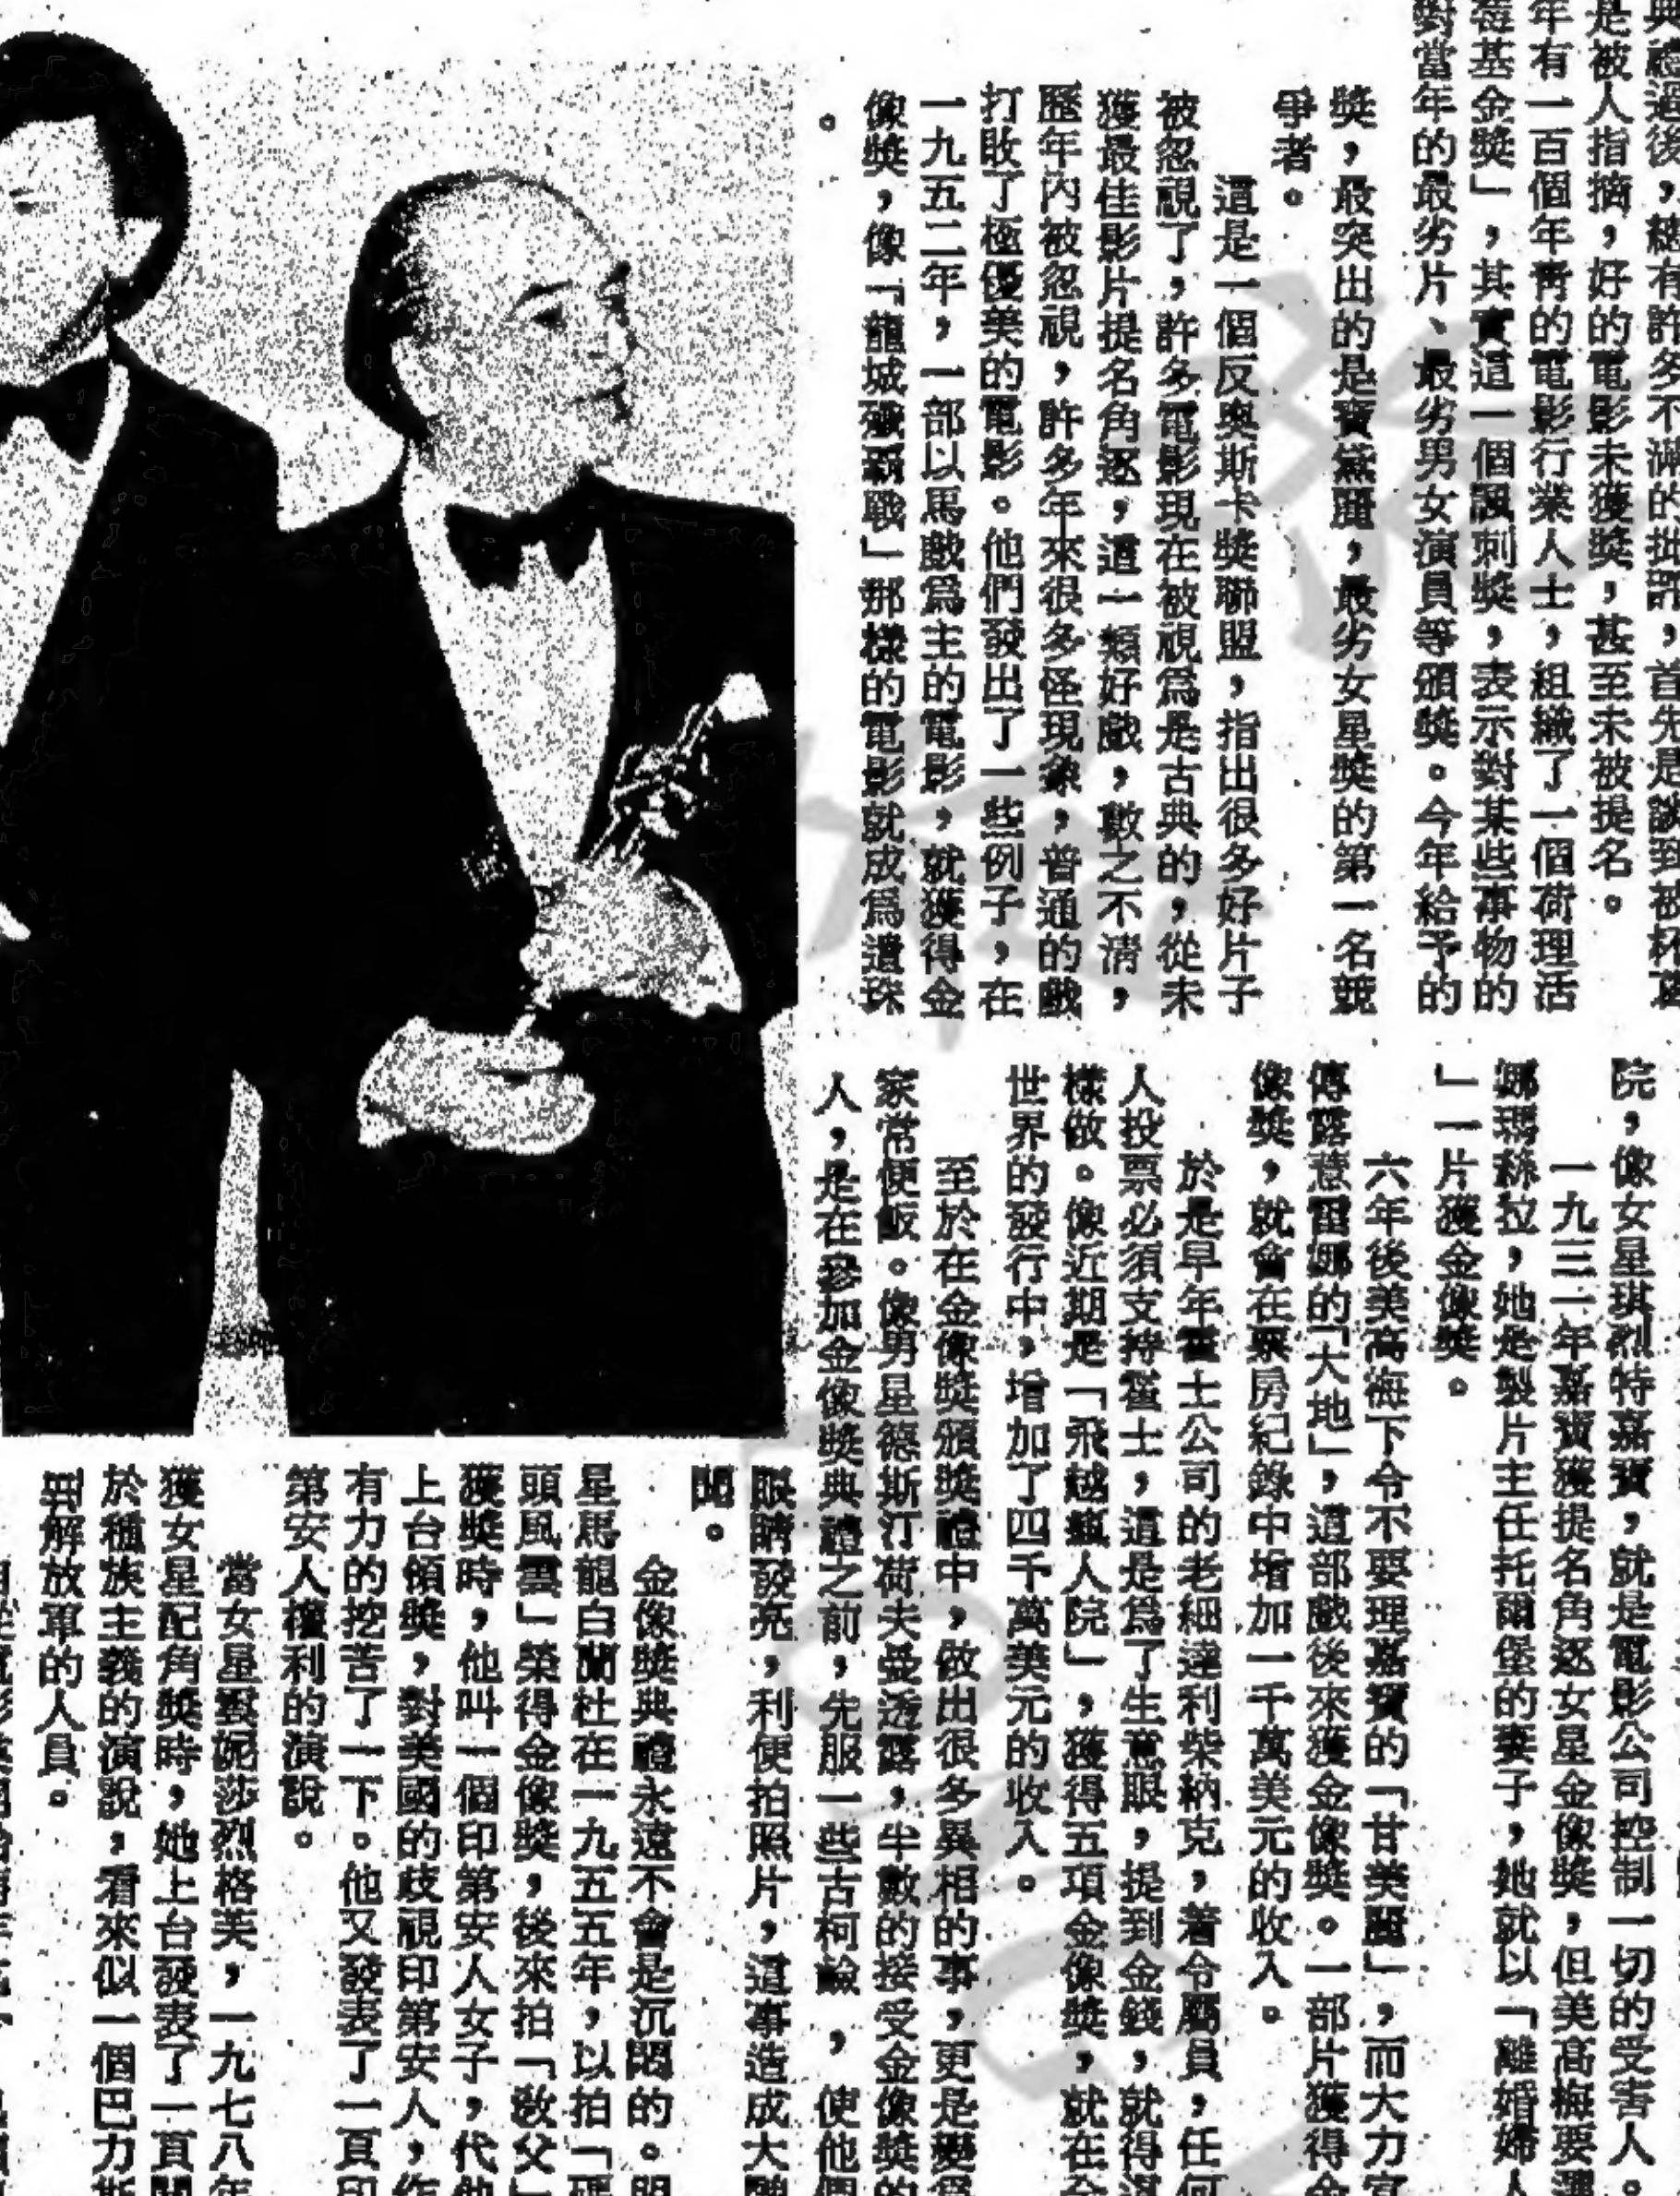 是被人指摘，好的電影未獲獎，甚至未被提名。
年有一百個年青的電影行業人士，組織了一個荷理活
莓基金獎」，其實這一個諷刺獎，表示對某些事物的
對當年的最劣片、最劣男女演員等頒獎。今年給予的
獎，最突出的是寶黛麗，最劣女星獎的第一名競
爭者。
這是一個反奧斯卡獎聯盟，指出很多好片子
被忽視了，許多電影現在被視爲是古典的，從未
獲最佳影片提名角逐，這一類好戲，數之不清，
歷年內被忽視，許多年來很多怪現象，普通的戲
打敗了極優美的電影。他們發出了一些例子，在
一九五二年，一部以馬戲爲主的電影，就獲得金
像獎，像「龍城殲霸戰」那樣的電影就成爲遺珠
。
院，像女星琪烈特嘉寶，就是電影公司控制一切的受害人。
一九三一年嘉寶獲提名角逐女星金像獎，但美高梅要
娜瑪絲拉，她是製片主任托爾堡的妻子，她就以「離婚婦人
」一片獲金像獎。
六年後美高梅下令不要理嘉寶的「甘美麗」，而大力宣
傳露薏雷娜的「大地」，這部戲後來獲金像獎。一部片獲得金
像獎，就會在票房紀錄中增加一千萬美元的收入。
於是早年霍士公司的老細達利柴納克，着令屬員，任何
人投票必須支持霍士，這是爲了生意眼，提到金錢，就得這
樣做。像近期是「飛越瘋人院」，獲得五項金像獎，就在全
世界的發行中，增加了四千萬美元的收入。
至於在金像獎頒獎禮中，做出很多異相的事，更是變爲
家常便飯。像男星德斯汀荷夫曼透露，半數的接受金像獎的
人，是在參加金像獎典禮之前，先服一些古柯鹼，使他們
眼睛發亮，利便拍照片，這事造成大醜
聞。
金像獎典禮永遠不會是沉悶的。明
星馬龍白蘭杜在一九五五年，以拍「碼
頭風雲」榮得金像獎，後來拍「教父」
獲獎時，他叫一個印第安人女子，代他
上台領獎，對美國的歧視印第安人，作
有力的挖苦了一下。他又發表了一頁印
第安人權利的演說。
當女星雲妮莎烈格芙，一九七八年
獲女星配角獎時，她上台發表了一頁關
於種族主義的演說，看來似一個巴力斯
坦解放軍的人員。